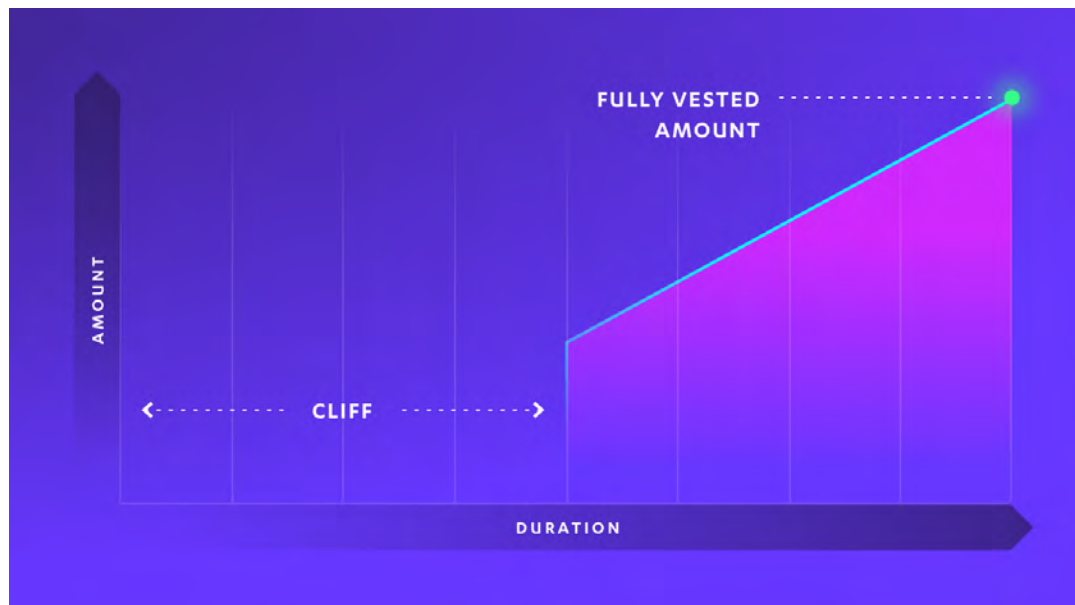 FULLY VESTED
AMOUNT
AMOUNT
CLIFF
DURATION